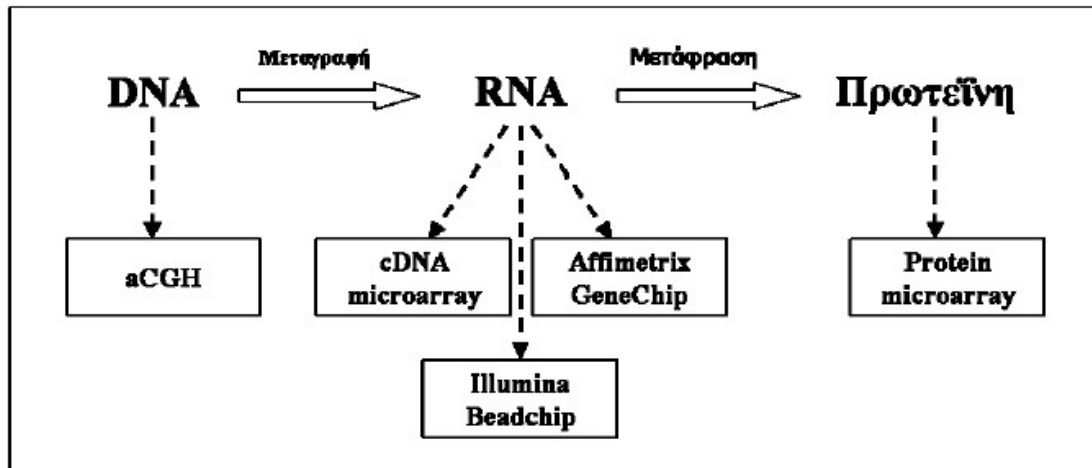 Μεταγραφή
Μετάφραση
DNA
RNA
Πρωτεΐνη
aCGH
cDNA
microarray
Affimetrix
GeneChip
Protein
microarray
Illumina
Beadchip